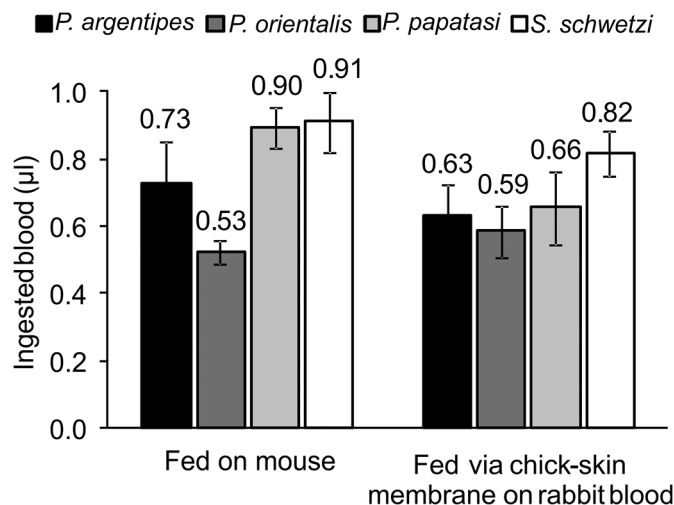 P. argentipes P. orientalis P. papatasi S. schwetzi
Ingested blood (µl)
1.0
0.8
0.6
0.4
0.2
0.0
0.73
0.53
0.90
0.91
0.63
0.59
0.66
0.82
Fed on mouse
Fed via chick-skin
membrane on rabbit blood